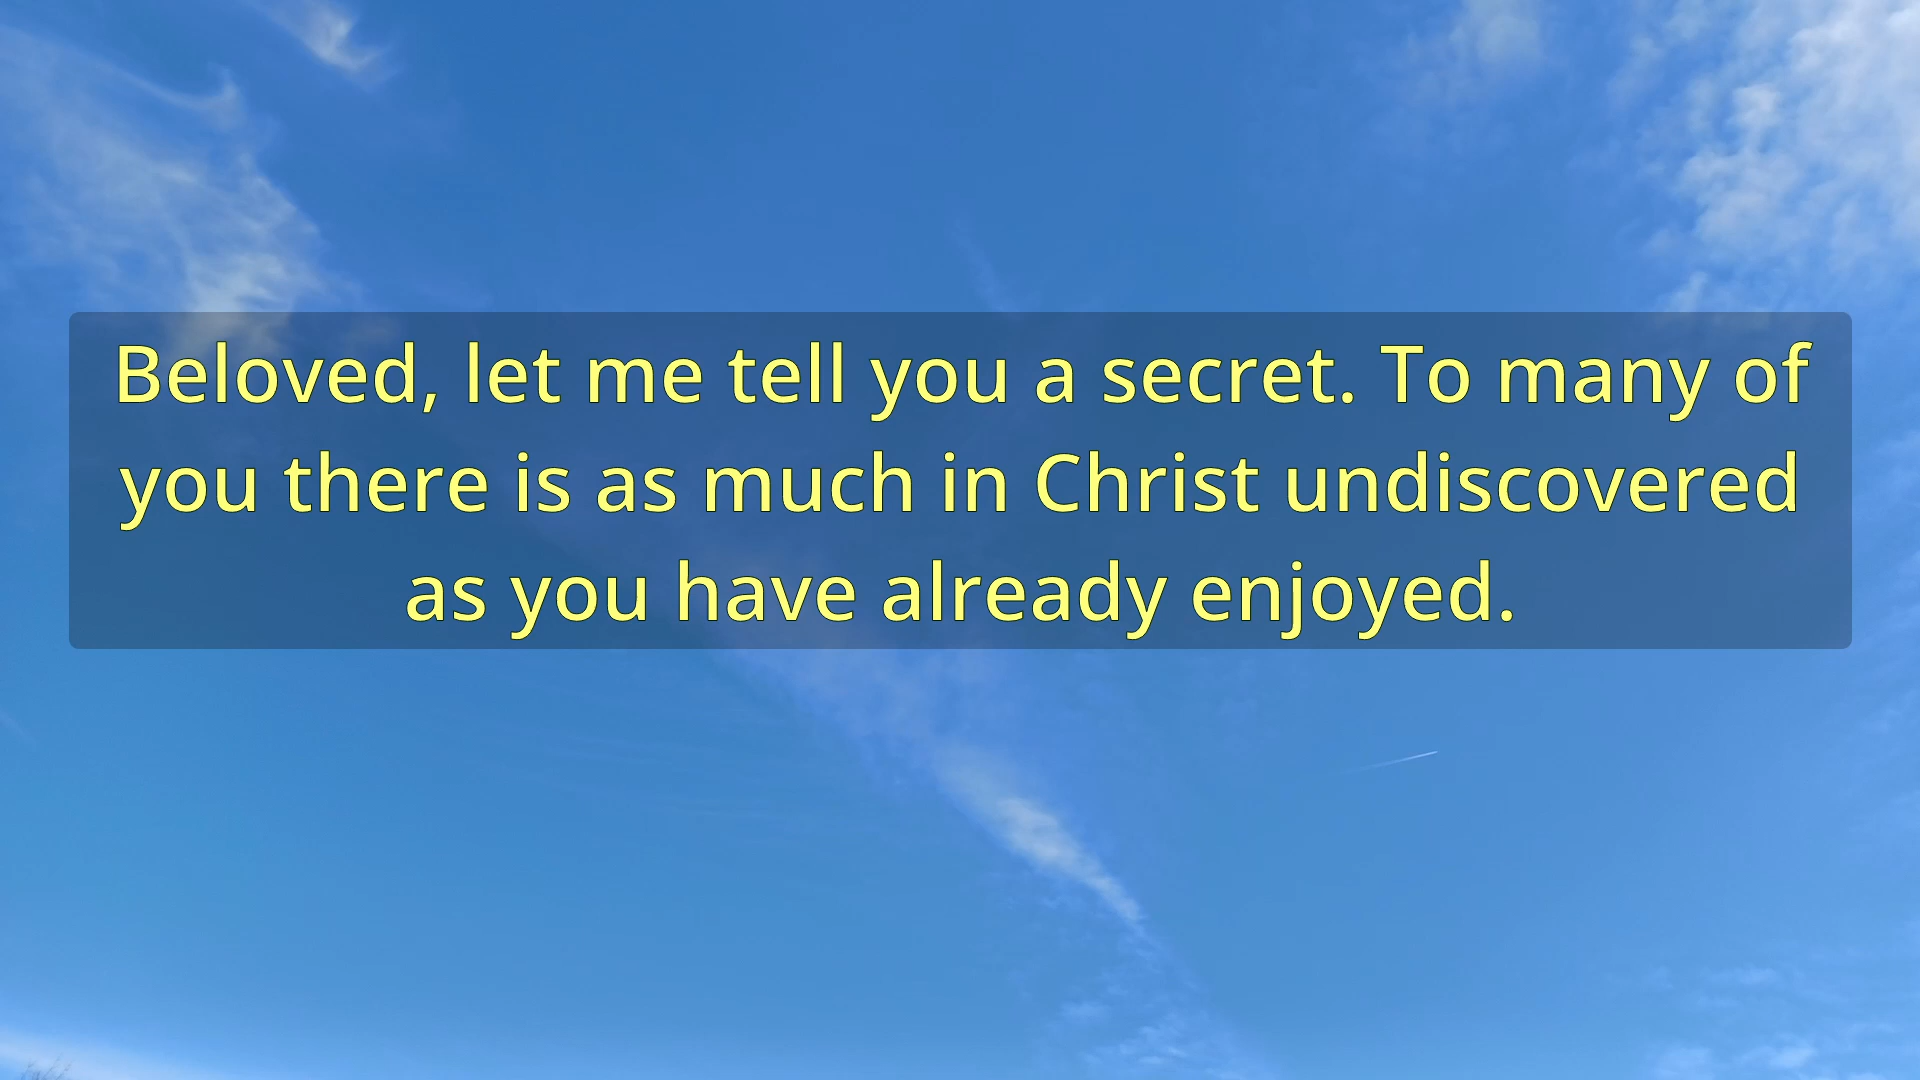 Beloved, let me tell you a secret. To many of
you there is as much in Christ undiscovered
as you have already enjoyed.